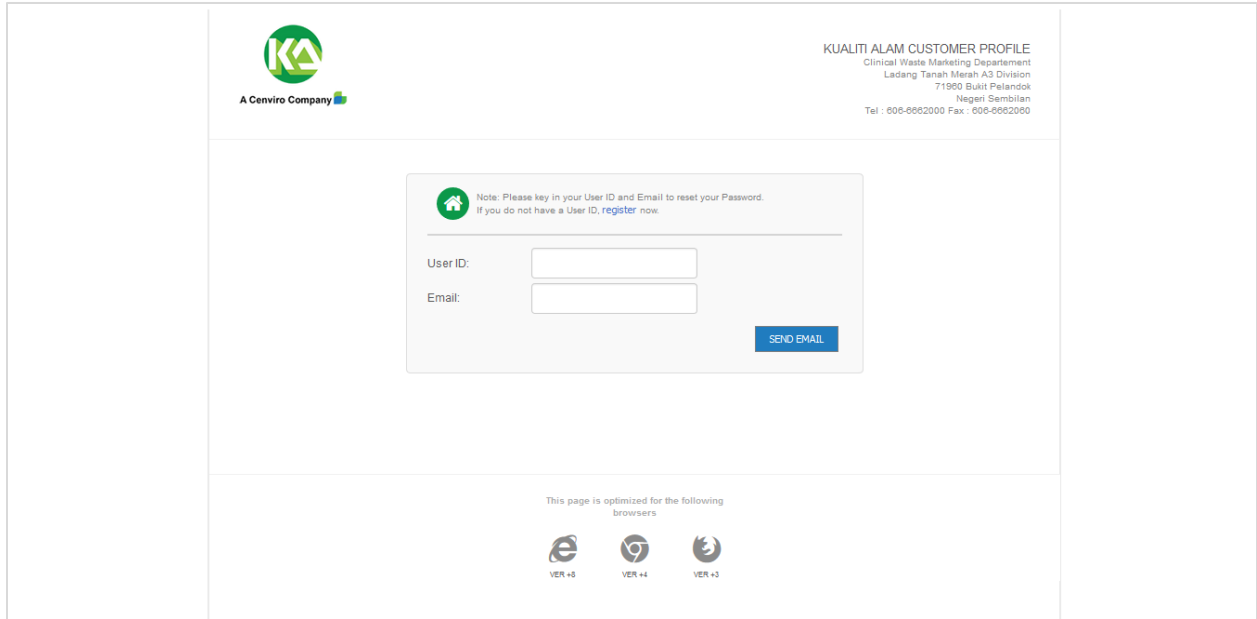 KA
A Cenviro Company
KUALITI ALAM CUSTOMER PROFILE
Clinical Waste Marketing Departement
Ladang Tanah Merah A3 Division
71960 Bukit Pelandok
Negeri Sembilan
Tel : 606-6662000 Fax : 606-6662060
Note: Please key in your User ID and Email to reset your Password.
If you do not have a User ID, register now.
User ID:
Email:
SEND EMAIL
This page is optimized for the following
browsers
VER +8
VER +4
VER +3